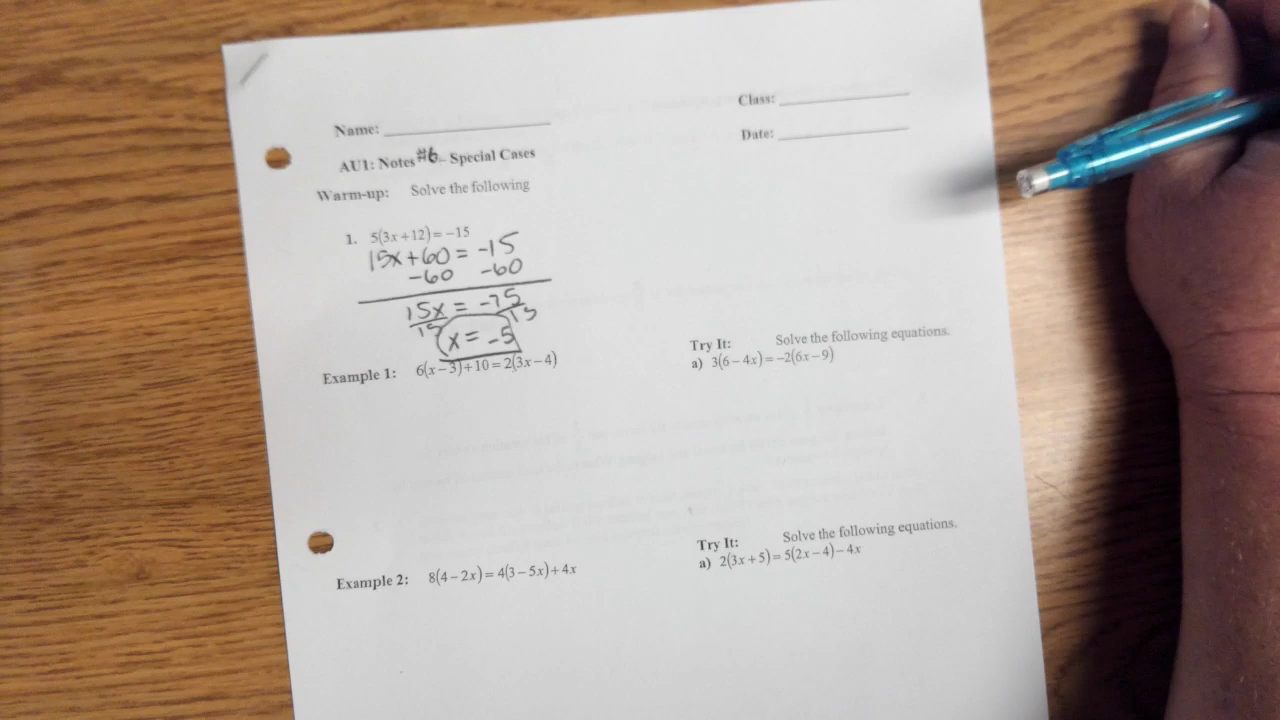 Name: ____________ Class: ____________
AU1: Notes #6 – Special Cases Date: ____________
Warm-up: Solve the following
1. 5(3x+12)=−15
15x+60 = -15
-60 -60
15x = -75
15 15
x = -5
Example 1: 6(x−3)+10=2(3x−4)
Try It: Solve the following equations.
a) 3(6−4x)=−2(6x−9)
Example 2: 8(4−2x)=4(3−5x)+4x
Try It: Solve the following equations.
a) 2(3x+5)=5(2x−4)−4x